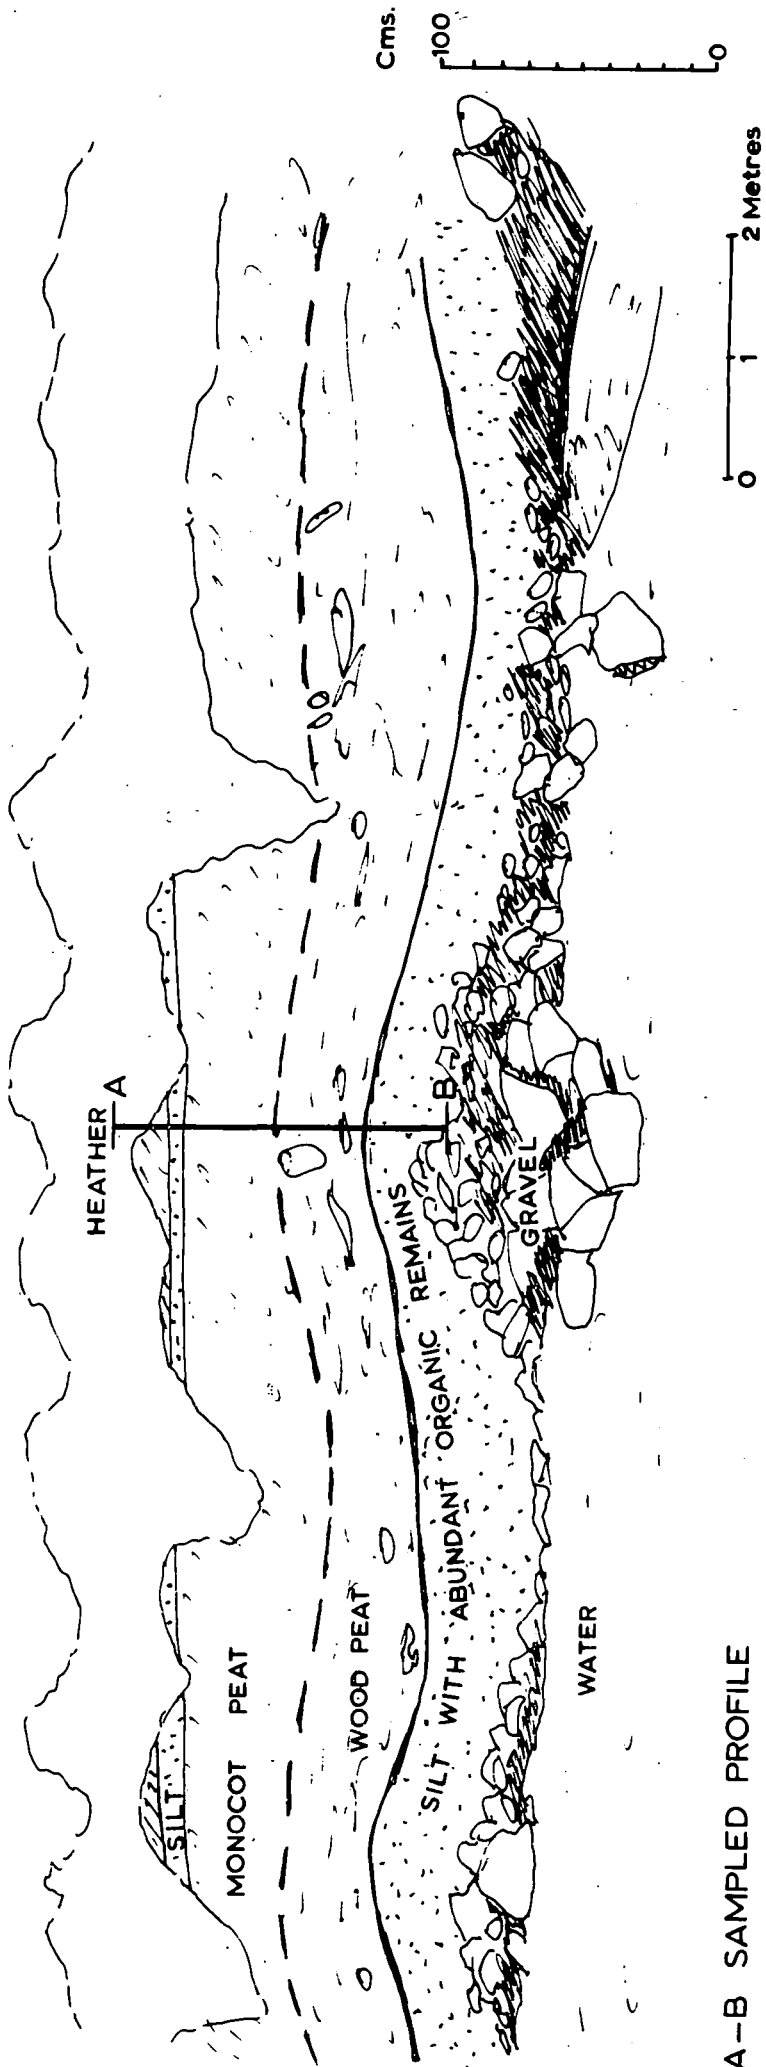 HEATHER
A
SILT
MONOCOT PEAT
WOOD PEAT
SILT WITH ABUNDANT ORGANIC REMAINS
B
GRAVEL
WATER
Cms.
100
0
0 1 2 Metres
A-B SAMPLED PROFILE